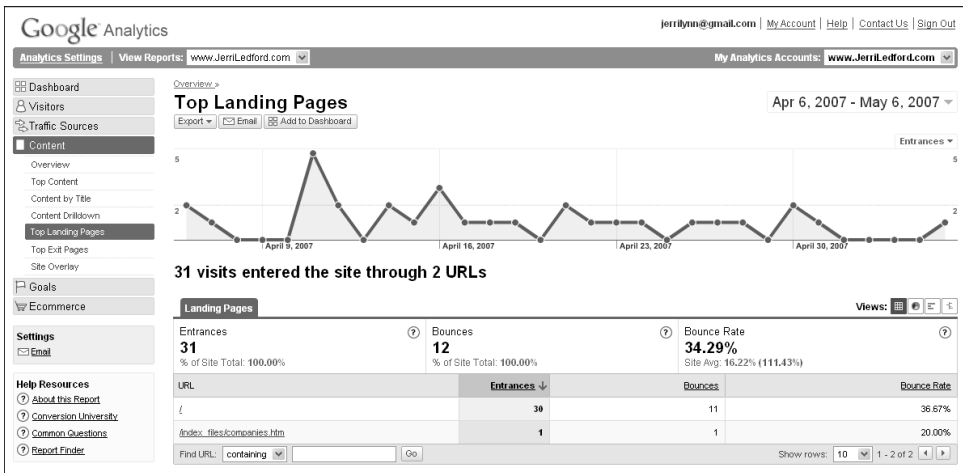 Google Analytics
jerrilynn@gmail.com | My Account | Help | Contact Us | Sign Out
Analytics Settings | View Reports: www.JerriLedford.com
My Analytics Accounts: www.JerriLedford.com
Dashboard
Visitors
Traffic Sources
Content
Overview
Top Content
Content by Title
Content Drilldown
Top Landing Pages
Top Exit Pages
Site Overlay
Goals
Ecommerce
Settings
Email
Help Resources
About this Report
Conversion University
Common Questions
Report Finder
Overview »
Top Landing Pages
Apr 6, 2007 - May 6, 2007
Export Email Add to Dashboard
Entrances
5 5
2 2
April 9, 2007 April 16, 2007 April 23, 2007 April 30, 2007
31 visits entered the site through 2 URLs
Landing Pages
Views:
Entrances
31
% of Site Total: 100.00%
Bounces
12
% of Site Total: 100.00%
Bounce Rate
34.29%
Site Avg: 16.22% (111.43%)
URL Entrances ↓ Bounces Bounce Rate
/ 30 11 36.67%
/index_files/companies.htm 1 1 20.00%
Find URL: containing Go
Show rows: 10 1 - 2 of 2